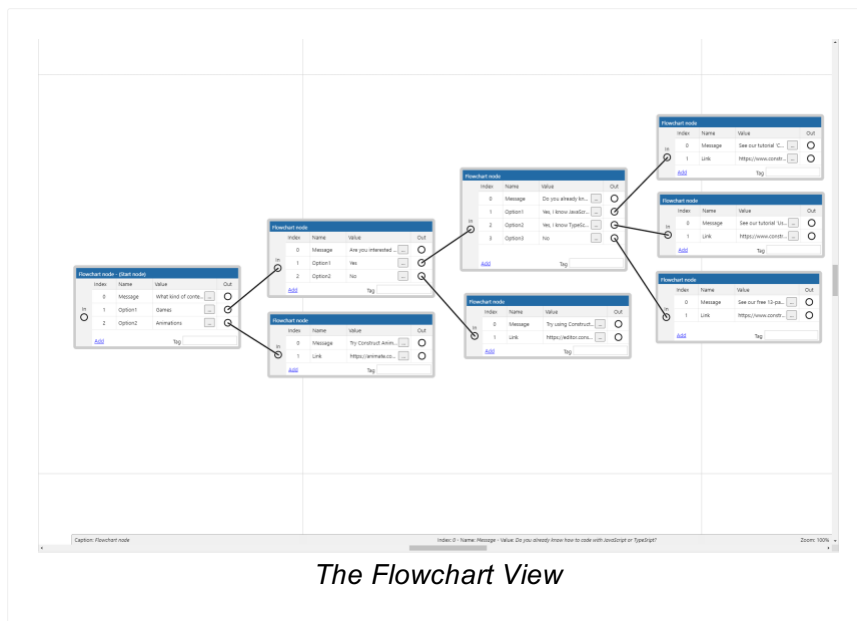 Flowchart node - (Start node)
Index Name Value Out
In
0 Message What kind of conte... ...
1 Option1 Games ...
2 Option2 Animations ...
Add Tag
Flowchart node
Index Name Value Out
In
0 Message Are you interested ... ...
1 Option1 Yes ...
2 Option2 No ...
Add Tag
Flowchart node
Index Name Value Out
In
0 Message Try Construct Anim... ...
1 Link https://animate.co... ...
Add Tag
Flowchart node
Index Name Value Out
In
0 Message Do you already kn... ...
1 Option1 Yes, I know JavaScr... ...
2 Option2 Yes, I know TypeSc... ...
3 Option3 No ...
Add Tag
Flowchart node
Index Name Value Out
In
0 Message Try using Construct... ...
1 Link https://editor.cons... ...
Add Tag
Flowchart node
Index Name Value Out
In
0 Message See our tutorial 'C... ...
1 Link https://www.constr... ...
Add Tag
Flowchart node
Index Name Value Out
In
0 Message See our tutorial 'Us... ...
1 Link https://www.constr... ...
Add Tag
Flowchart node
Index Name Value Out
In
0 Message See our free 13-pa... ...
1 Link https://www.constr... ...
Add Tag
Caption: Flowchart node
Index: 0 - Name: Message - Value: Do you already know how to code with JavaScript or TypeScript?
Zoom: 100%
The Flowchart View